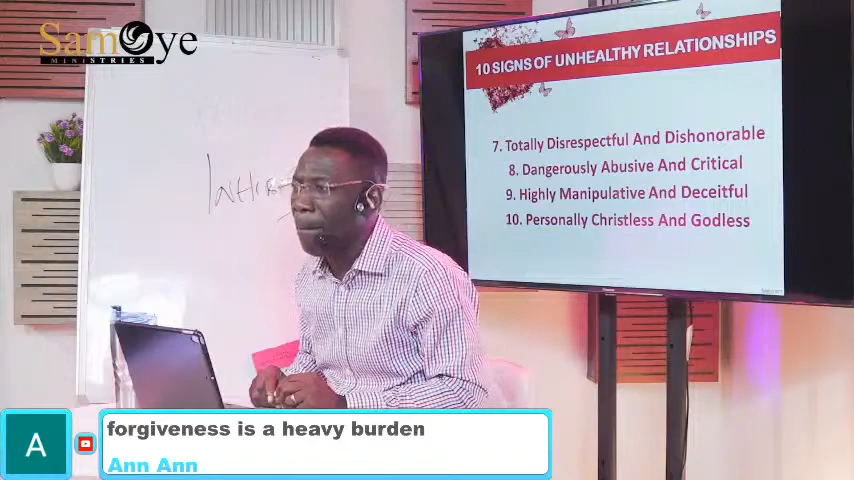 SamOye
MINISTRIES
10 SIGNS OF UNHEALTHY RELATIONSHIPS
7. Totally Disrespectful And Dishonorable
8. Dangerously Abusive And Critical
9. Highly Manipulative And Deceitful
10. Personally Christless And Godless
A
forgiveness is a heavy burden
Ann Ann